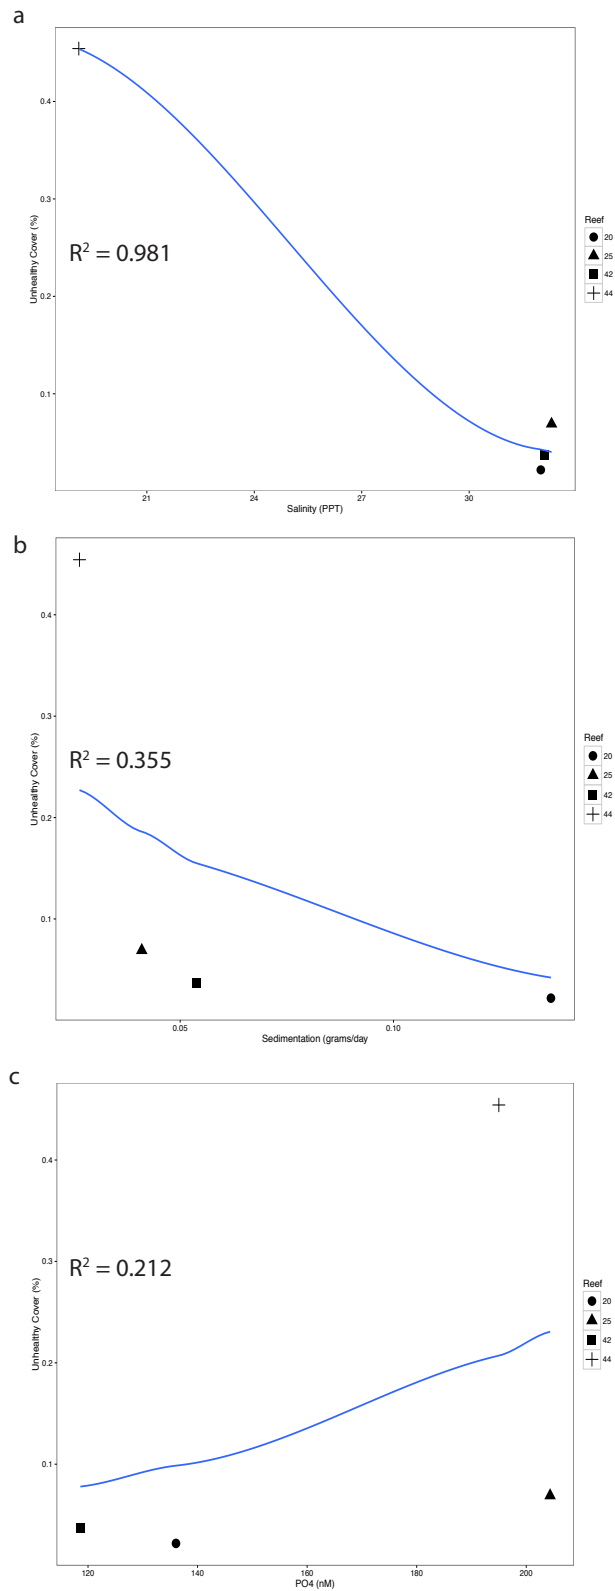 a
0.4
0.3
0.2
0.1
Unhealthy Cover (%)
R² = 0.981
21 24 27 30
Salinity (PPT)
Reef
20
25
42
44
b
0.4
0.3
0.2
0.1
Unhealthy Cover (%)
R² = 0.355
0.05 0.10
Sedimentation (grams/day
Reef
20
25
42
44
c
0.4
0.3
0.2
0.1
Unhealthy Cover (%)
R² = 0.212
120 140 160 180 200
PO4 (nM)
Reef
20
25
42
44